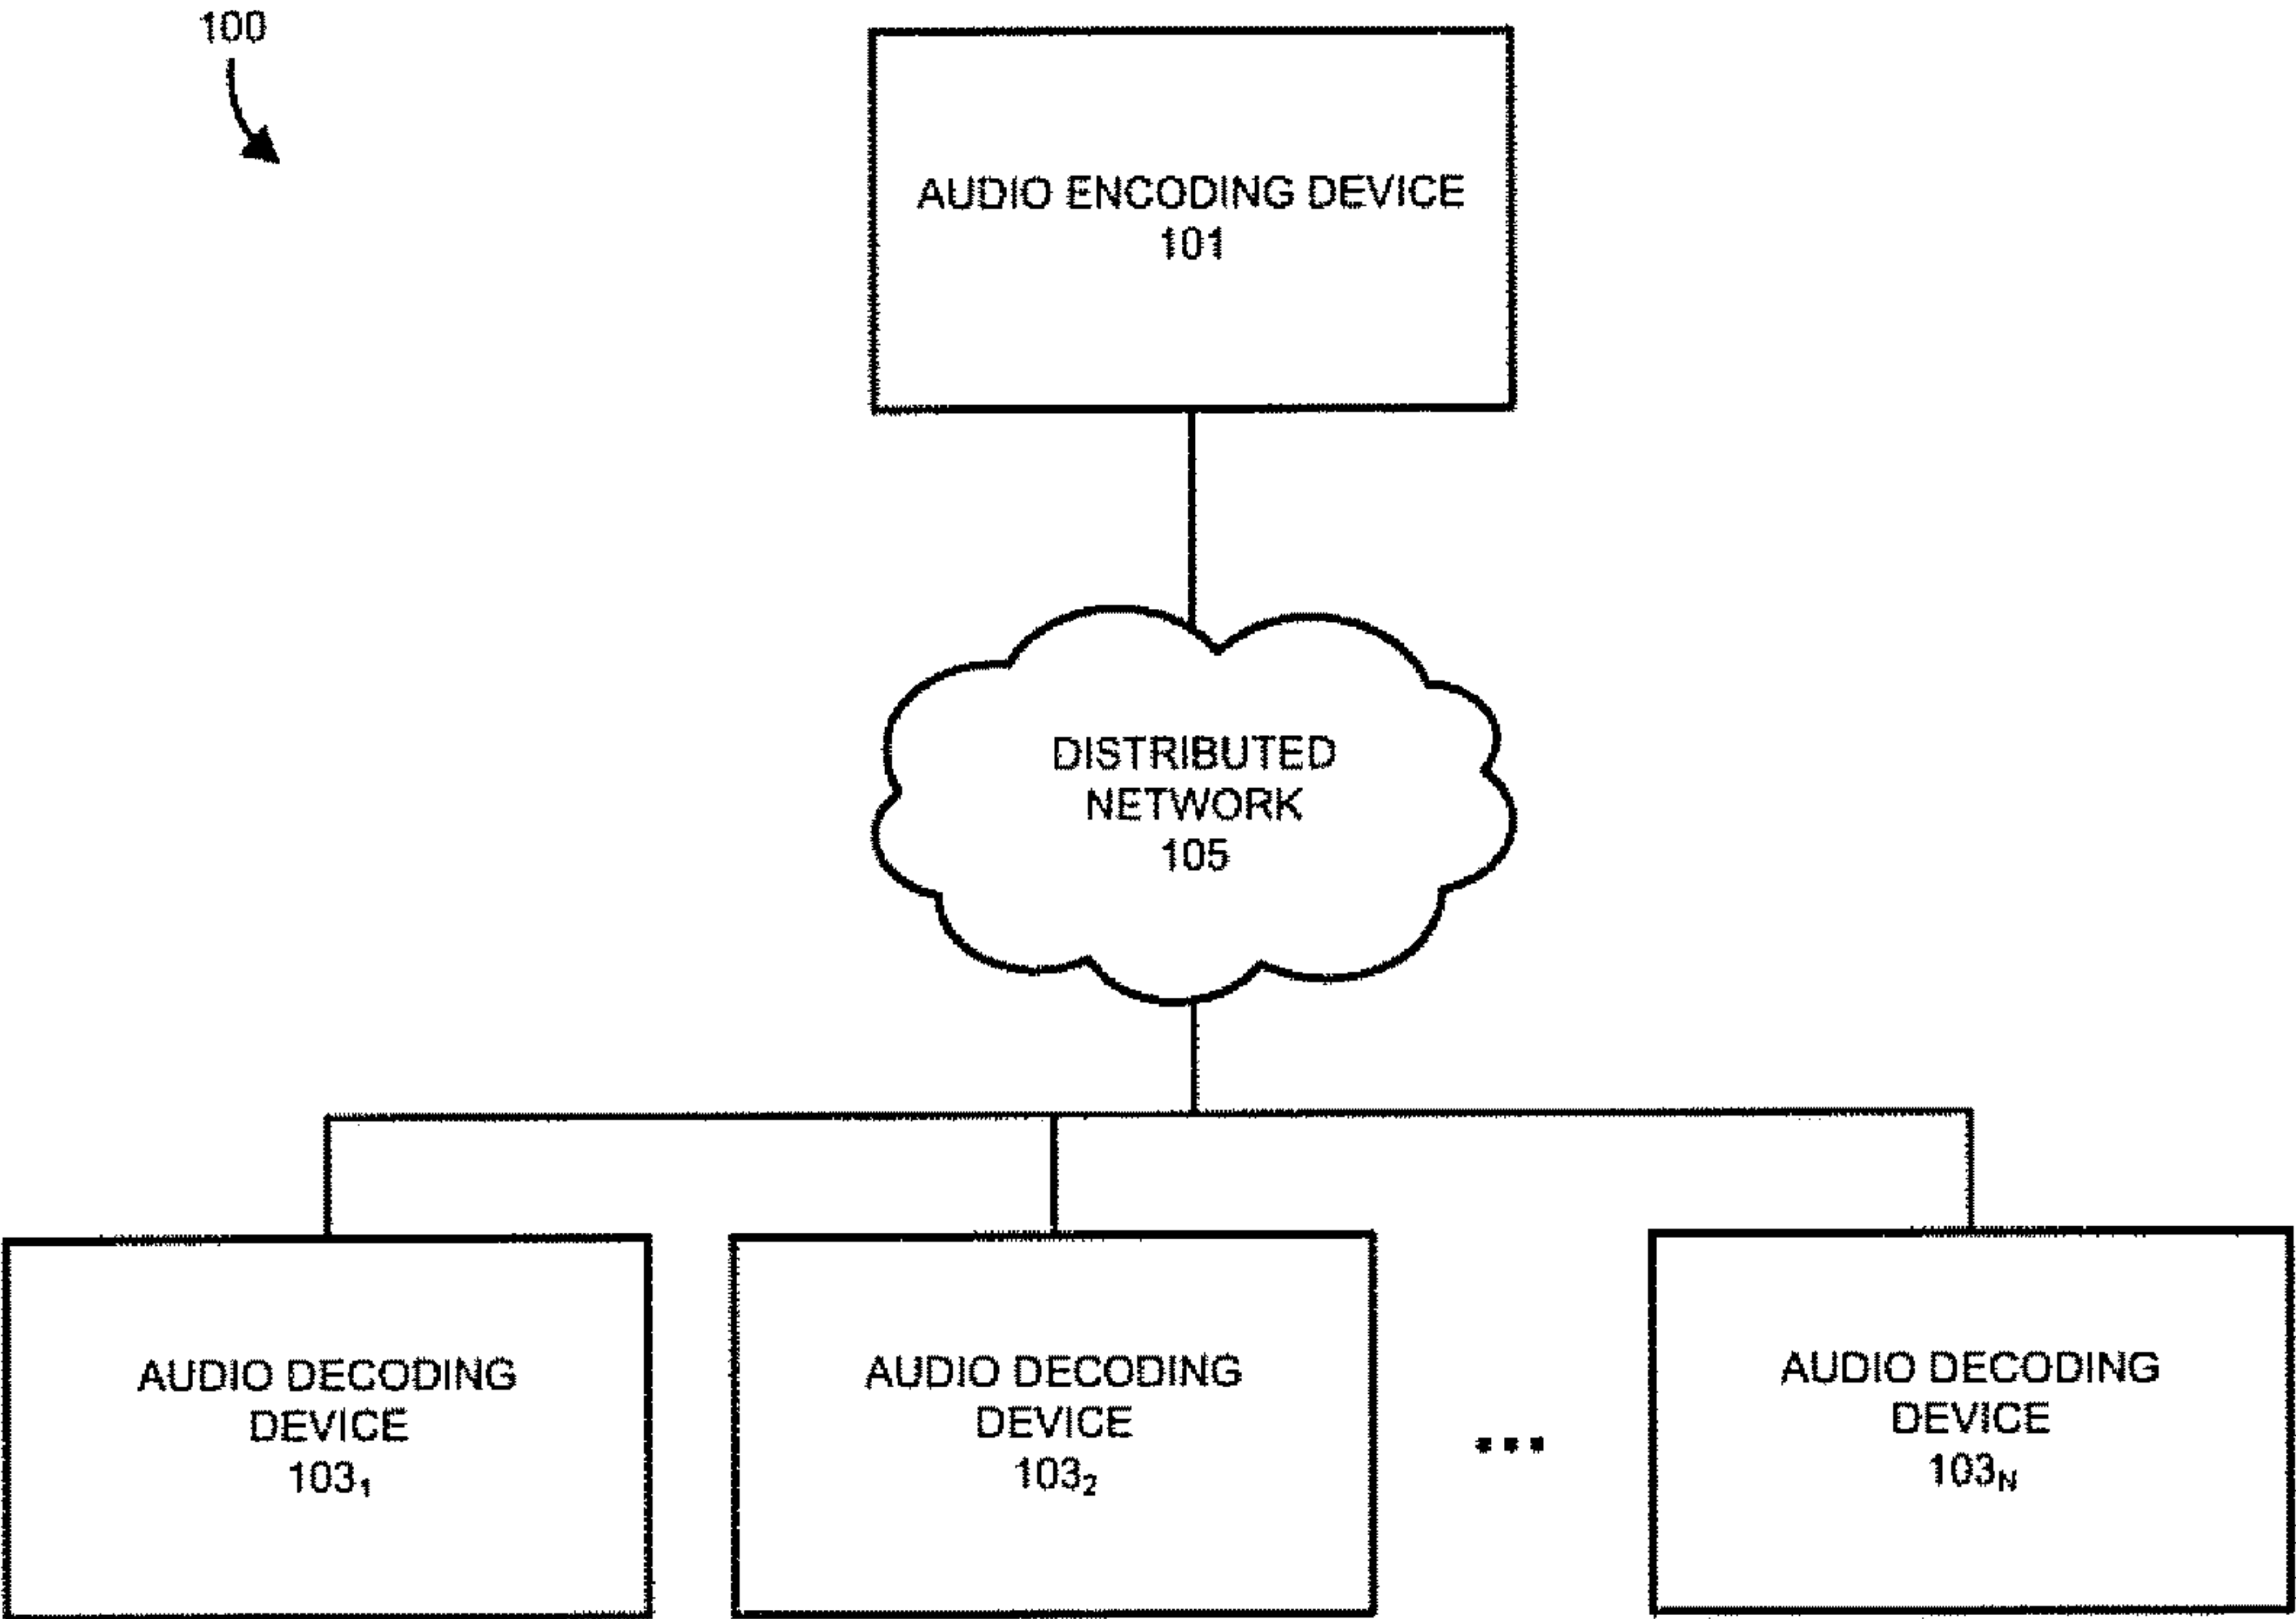 100
AUDIO ENCODING DEVICE
101
DISTRIBUTED
NETWORK
105
AUDIO DECODING
DEVICE
103₁
AUDIO DECODING
DEVICE
103₂
...
AUDIO DECODING
DEVICE
103N